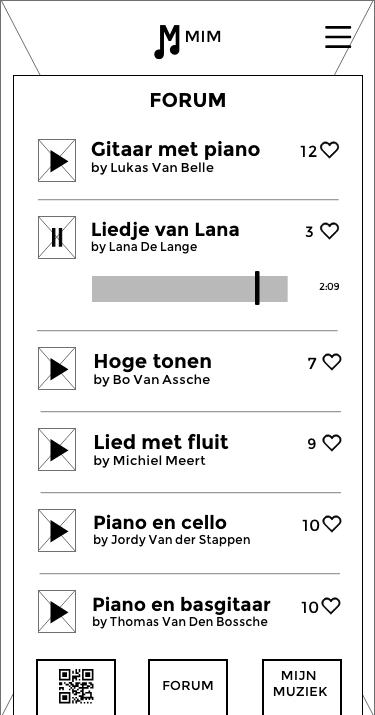 MIM
FORUM
Gitaar met piano
12
by Lukas Van Belle
Liedje van Lana
3
by Lana De Lange
2:09
Hoge tonen
7
by Bo Van Assche
Lied met fluit
9
by Michiel Meert
Piano en cello
10
by Jordy Van der Stappen
Piano en basgitaar
10
by Thomas Van Den Bossche
FORUM
MIJN
MUZIEK